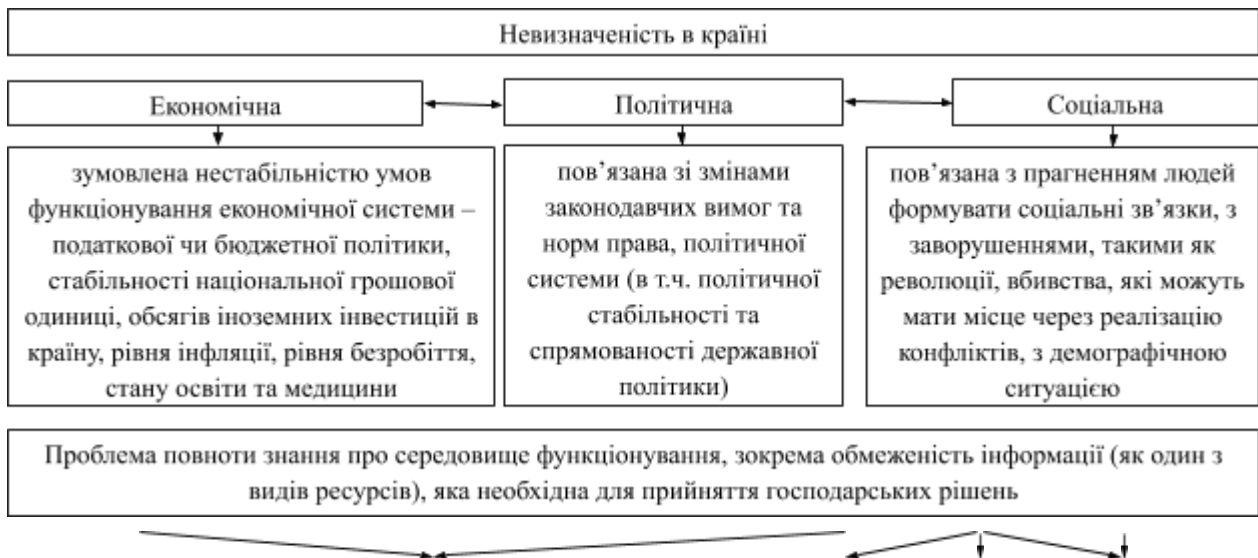 Невизначеність в країні
Економічна
Політична
Соціальна
зумовлена нестабільністю умов
функціонування економічної системи –
податкової чи бюджетної політики,
стабільності національної грошової
одиниці, обсягів іноземних інвестицій в
країну, рівня інфляції, рівня безробіття,
стану освіти та медицини
пов’язана зі змінами
законодавчих вимог та
норм права, політичної
системи (в т.ч. політичної
стабільності та
спрямованості державної
політики)
пов’язана з прагненням людей
формувати соціальні зв’язки, з
заворушеннями, такими як
революції, вбивства, які можуть
мати місце через реалізацію
конфліктів, з демографічною
ситуацією
Проблема повноти знання про середовище функціонування, зокрема обмеженість інформації (як один з
видів ресурсів), яка необхідна для прийняття господарських рішень